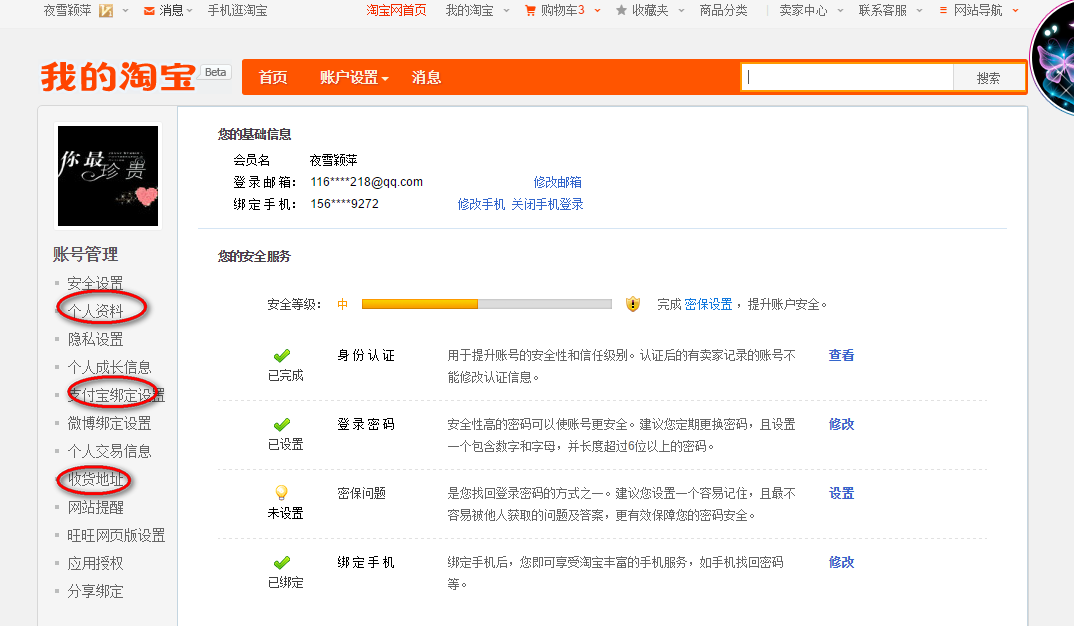 夜雪颖萍 消息 手机逛淘宝 淘宝网首页 我的淘宝 购物车3 收藏夹 商品分类 卖家中心 联系客服 网站导航
我的淘宝 Beta 首页 账户设置 消息 搜索
你最
珍贵
账号管理
安全设置
个人资料
隐私设置
个人成长信息
支付宝绑定设置
微博绑定设置
个人交易信息
收货地址
网站提醒
旺旺网页版设置
应用授权
分享绑定
您的基础信息
会员名 夜雪颖萍
登录邮箱： 116****218@qq.com 修改邮箱
绑定手机： 156****9272 修改手机 关闭手机登录
您的安全服务
安全等级： 中 完成 密保设置 ，提升账户安全。
已完成 身份认证 用于提升账号的安全性和信任级别。认证后的有卖家记录的账号不
能修改认证信息。 查看
已设置 登录密码 安全性高的密码可以使账号更安全。建议您定期更换密码，且设置
一个包含数字和字母，并长度超过6位以上的密码。 修改
未设置 密保问题 是您找回登录密码的方式之一。建议您设置一个容易记住，且最不
容易被他人获取的问题及答案，更有效保障您的密码安全。 设置
已绑定 绑定手机 绑定手机后，您即可享受淘宝丰富的手机服务，如手机找回密码
等。 修改